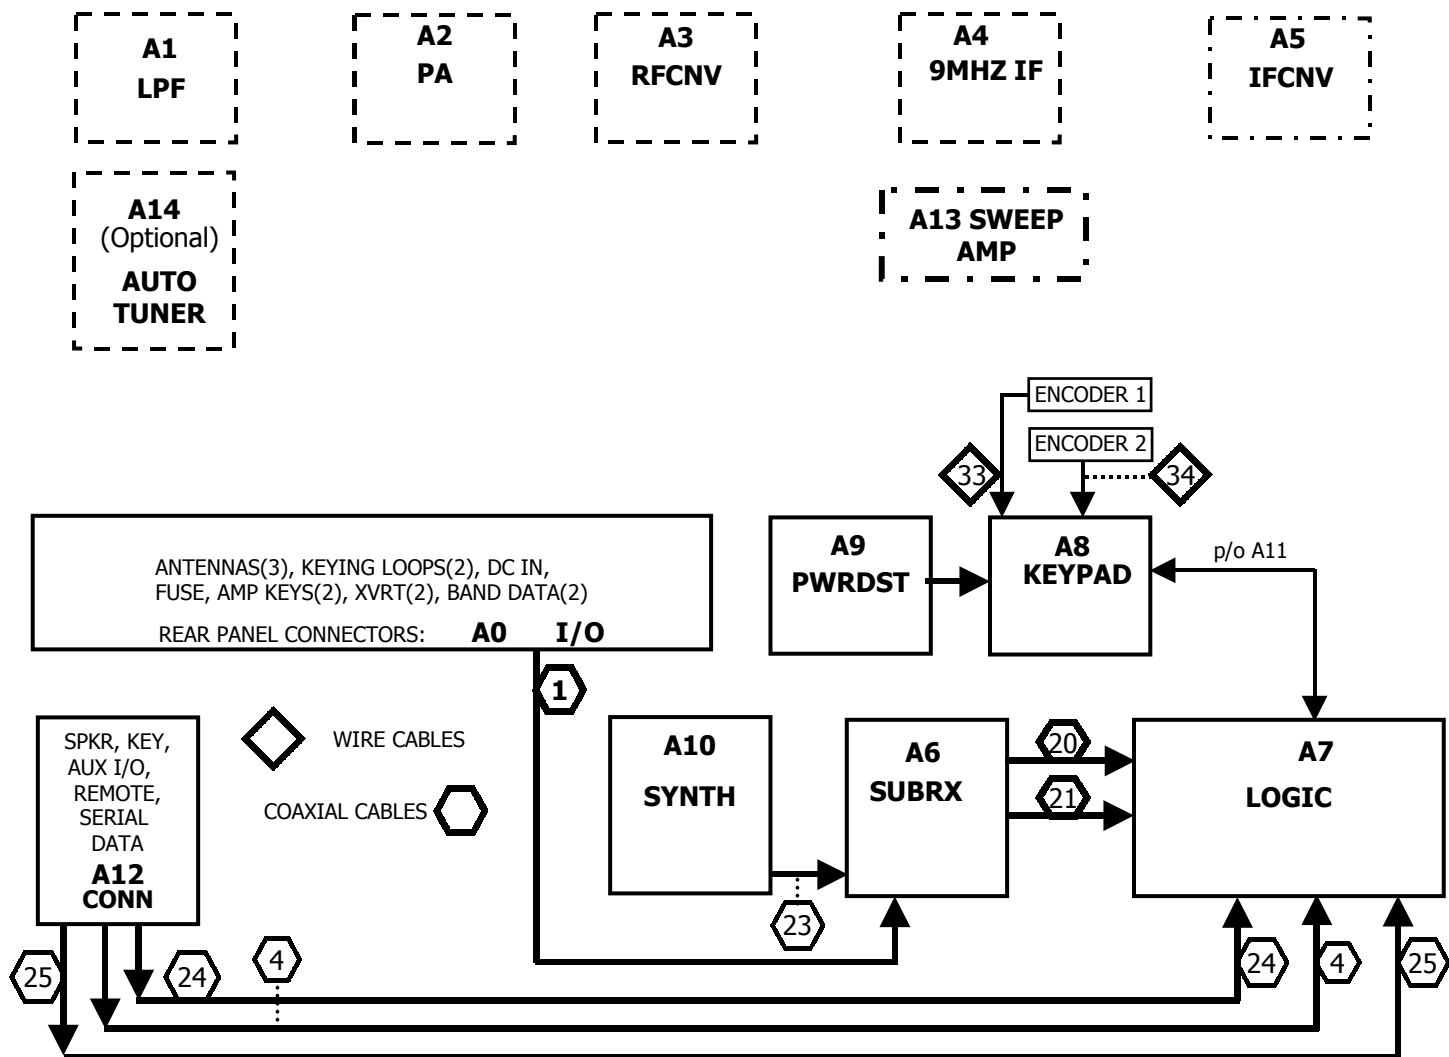 A1
LPF
A2
PA
A3
RFCNV
A4
9MHZ IF
A5
IFCNV
A14
(Optional)
AUTO
TUNER
A13 SWEEP
AMP
ENCODER 1
ENCODER 2
33
34
ANTENNAS(3), KEYING LOOPS(2), DC IN,
FUSE, AMP KEYS(2), XVRT(2), BAND DATA(2)
REAR PANEL CONNECTORS: A0 I/O
A9
PWRDST
A8
KEYPAD
p/o A11
1
SPKR, KEY,
AUX I/O,
REMOTE,
SERIAL
DATA
A12
CONN
WIRE CABLES
COAXIAL CABLES
A10
SYNTH
A6
SUBRX
20
21
A7
LOGIC
23
25
24
4
24
4
25